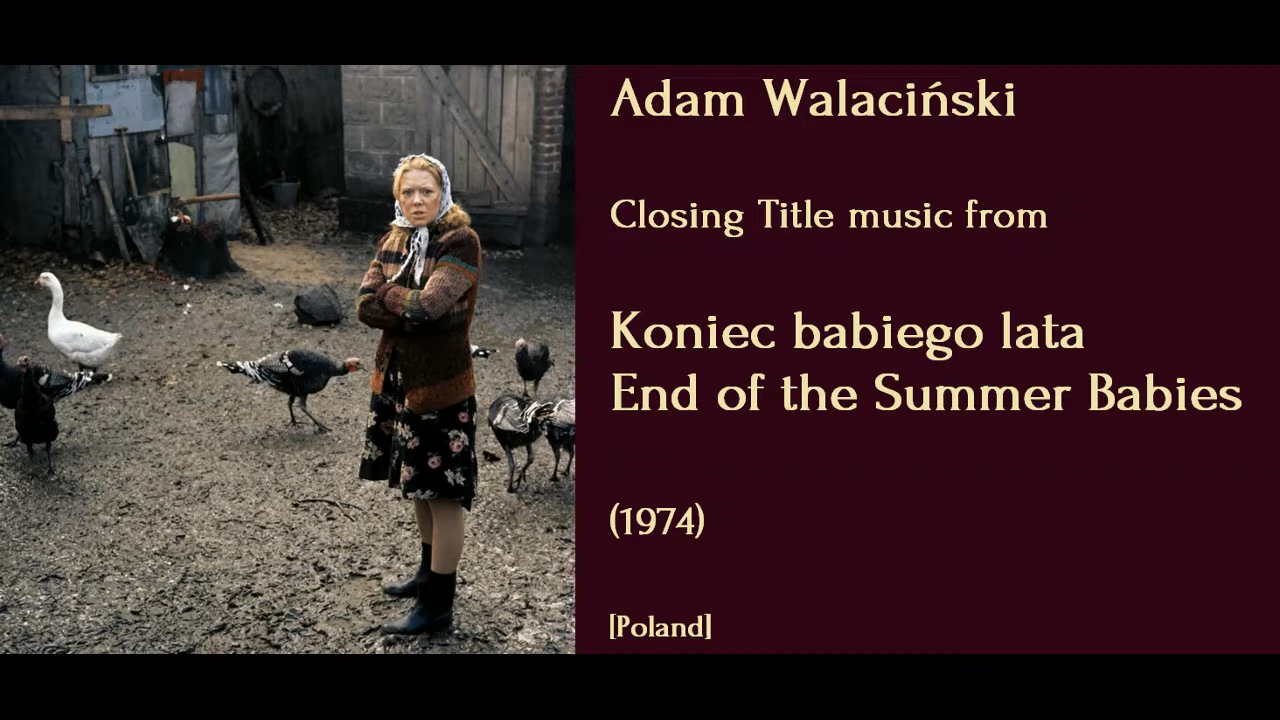 Adam Walaciński
Closing Title music from
Koniec babiego lata
End of the Summer Babies
(1974)
[Poland]